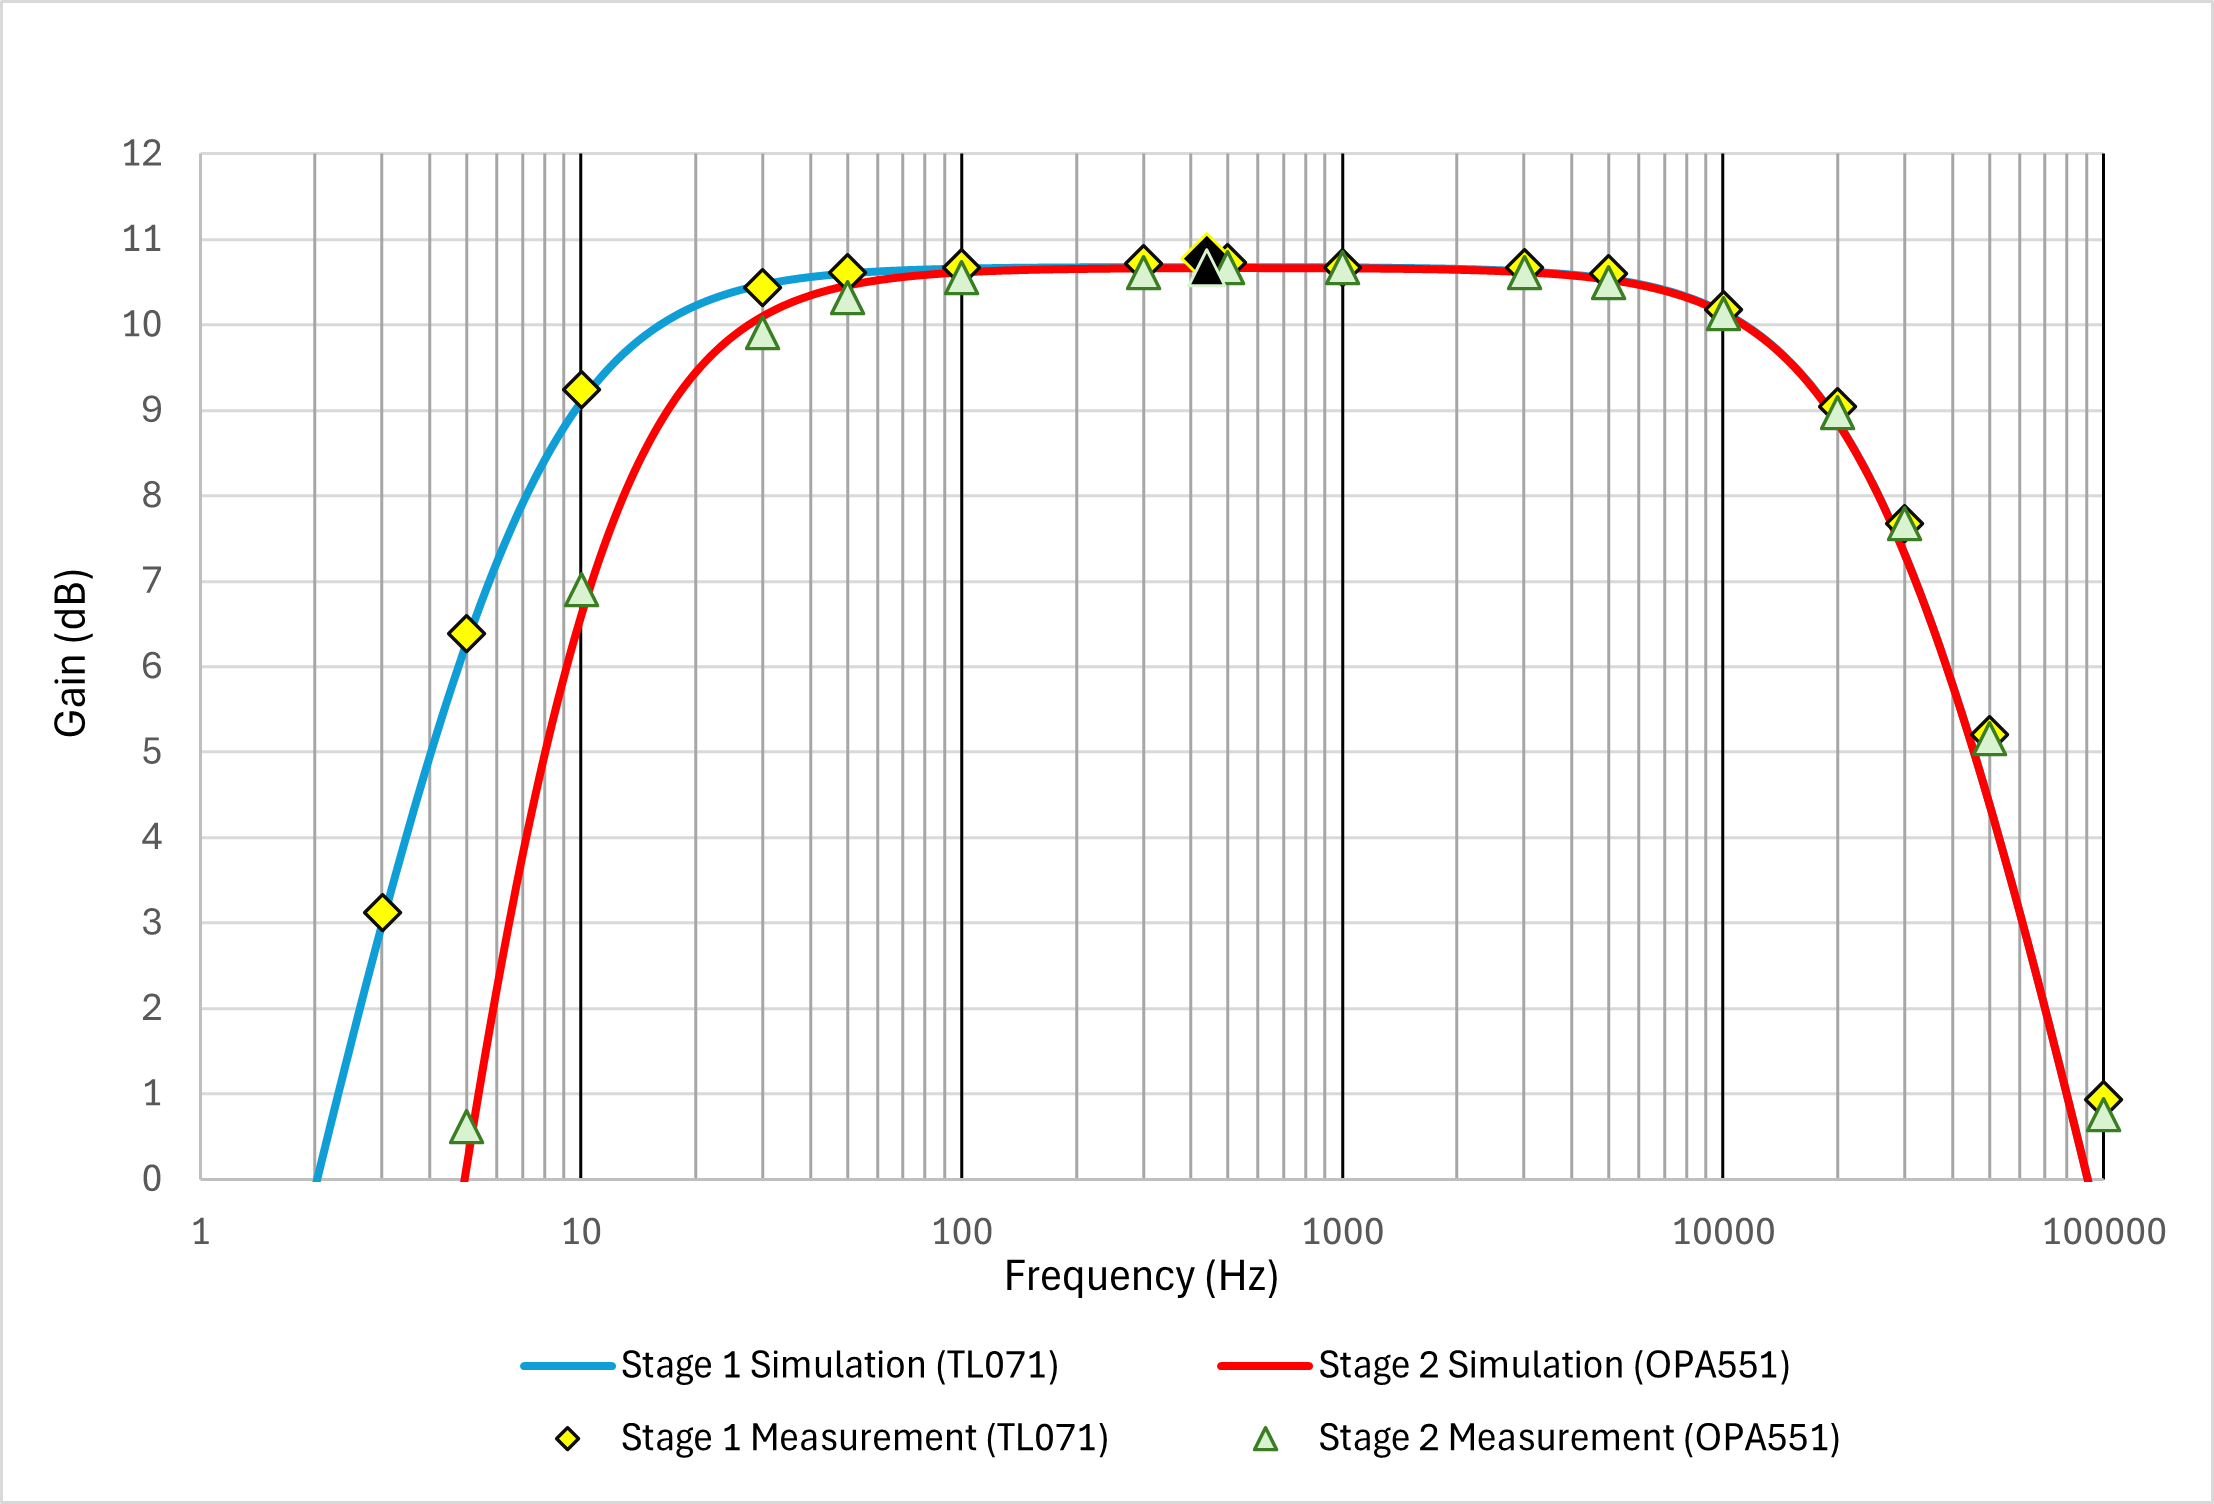 12
11
10
9
8
7
6
5
4
3
2
1
0
Gain (dB)
1 10 100 1000 10000 100000
Frequency (Hz)
Stage 1 Simulation (TL071) Stage 2 Simulation (OPA551)
Stage 1 Measurement (TL071) Stage 2 Measurement (OPA551)